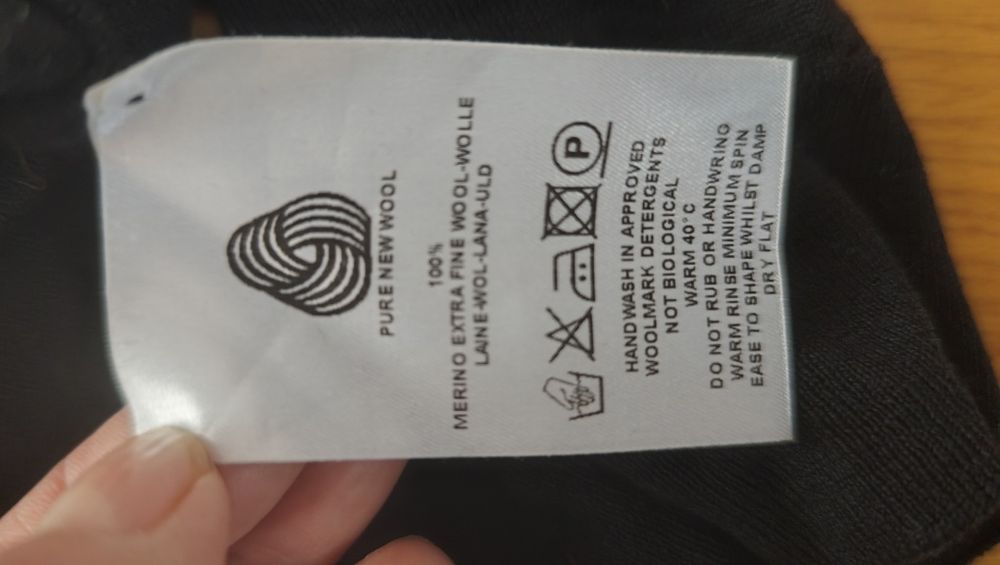 PURE NEW WOOL
100%
MERINO EXTRA FINE WOOL-WOLLE
LAINE-WOL-LANA-ULD
P
HANDWASH IN APPROVED
WOOLMARK DETERGENTS
NOT BIOLOGICAL
WARM 40°C
DO NOT RUB OR HANDWRING
WARM RINSE MINIMUM SPIN
EASE TO SHAPE WHILST DAMP
DRY FLAT